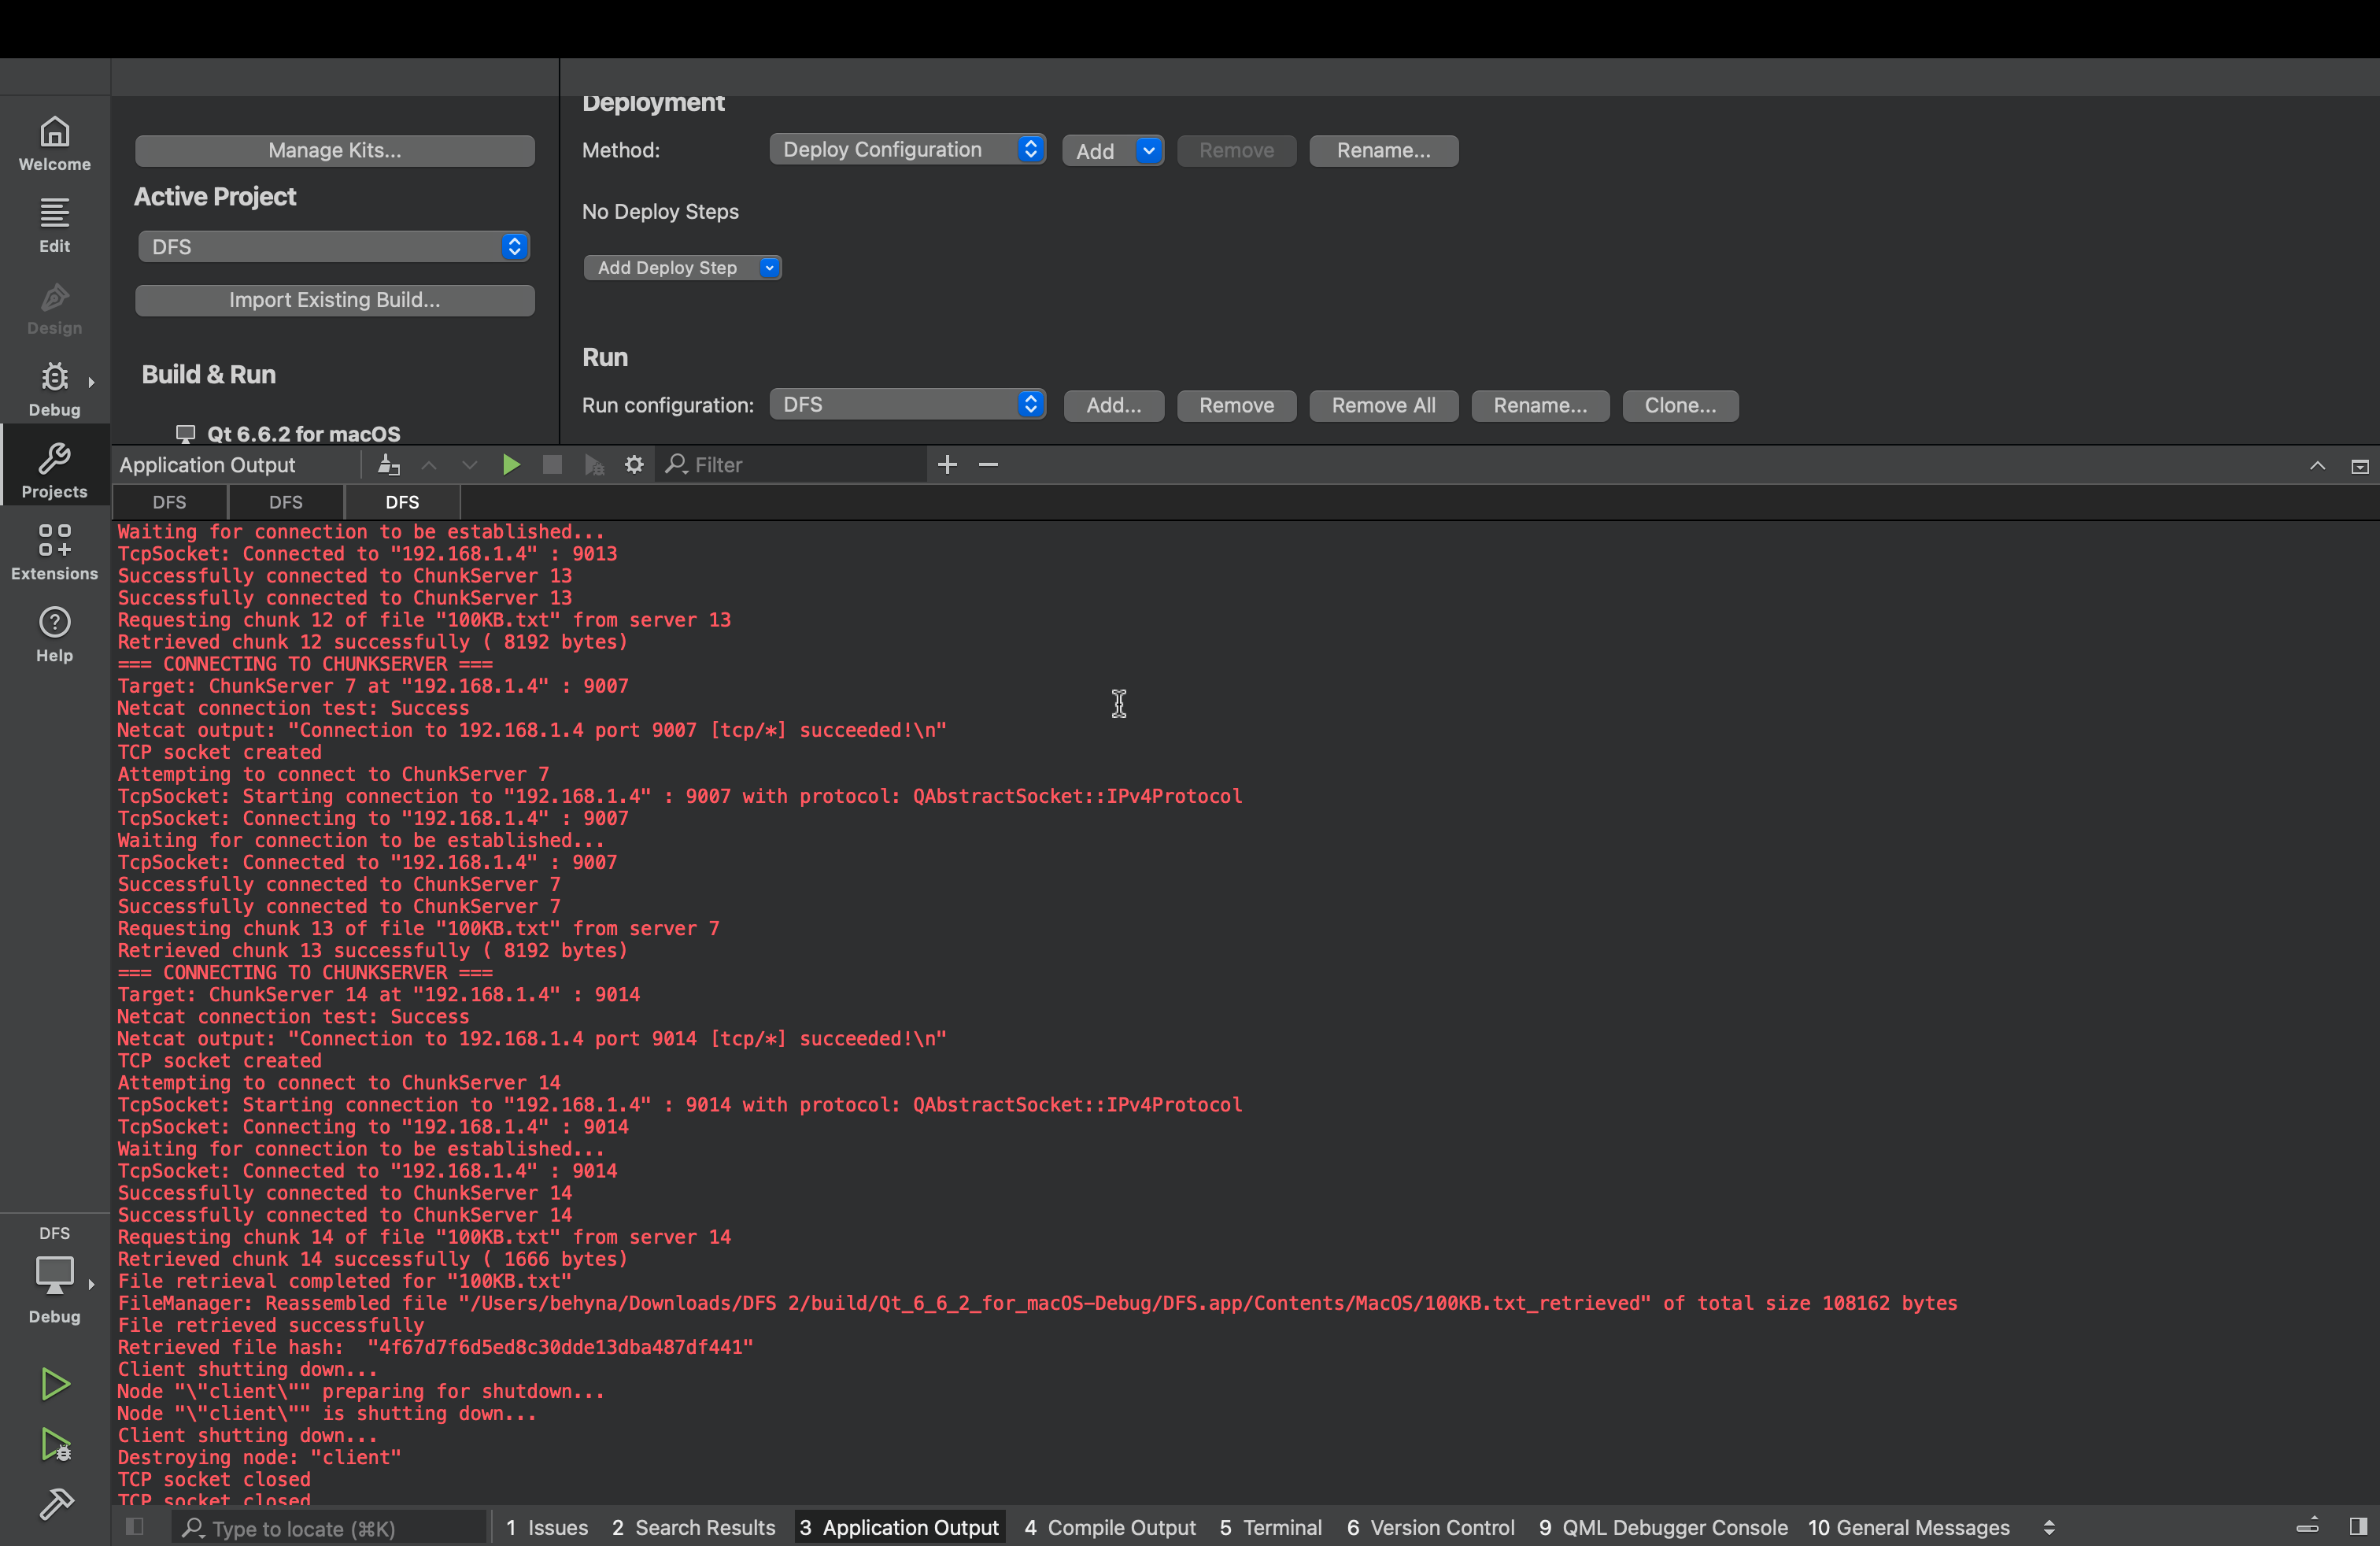 Welcome
Edit
Design
Debug
Projects
Extensions
Help
DFS
Debug
Manage Kits...
Active Project
DFS
Import Existing Build...
Build & Run
Qt 6.6.2 for macOS
Deployment
Method:
Deploy Configuration
Add
Remove
Rename...
No Deploy Steps
Add Deploy Step
Run
Run configuration:
DFS
Add...
Remove
Remove All
Rename...
Clone...
Application Output
Filter
DFS
DFS
DFS
Waiting for connection to be established...
TcpSocket: Connected to "192.168.1.4" : 9013
Successfully connected to ChunkServer 13
Successfully connected to ChunkServer 13
Requesting chunk 12 of file "100KB.txt" from server 13
Retrieved chunk 12 successfully ( 8192 bytes)
=== CONNECTING TO CHUNKSERVER ===
Target: ChunkServer 7 at "192.168.1.4" : 9007
Netcat connection test: Success
Netcat output: "Connection to 192.168.1.4 port 9007 [tcp/*] succeeded!\n"
TCP socket created
Attempting to connect to ChunkServer 7
TcpSocket: Starting connection to "192.168.1.4" : 9007 with protocol: QAbstractSocket::IPv4Protocol
TcpSocket: Connecting to "192.168.1.4" : 9007
Waiting for connection to be established...
TcpSocket: Connected to "192.168.1.4" : 9007
Successfully connected to ChunkServer 7
Successfully connected to ChunkServer 7
Requesting chunk 13 of file "100KB.txt" from server 7
Retrieved chunk 13 successfully ( 8192 bytes)
=== CONNECTING TO CHUNKSERVER ===
Target: ChunkServer 14 at "192.168.1.4" : 9014
Netcat connection test: Success
Netcat output: "Connection to 192.168.1.4 port 9014 [tcp/*] succeeded!\n"
TCP socket created
Attempting to connect to ChunkServer 14
TcpSocket: Starting connection to "192.168.1.4" : 9014 with protocol: QAbstractSocket::IPv4Protocol
TcpSocket: Connecting to "192.168.1.4" : 9014
Waiting for connection to be established...
TcpSocket: Connected to "192.168.1.4" : 9014
Successfully connected to ChunkServer 14
Successfully connected to ChunkServer 14
Requesting chunk 14 of file "100KB.txt" from server 14
Retrieved chunk 14 successfully ( 1666 bytes)
File retrieval completed for "100KB.txt"
FileManager: Reassembled file "/Users/behyna/Downloads/DFS 2/build/Qt_6_6_2_for_macOS-Debug/DFS.app/Contents/MacOS/100KB.txt_retrieved" of total size 108162 bytes
File retrieved successfully
Retrieved file hash:  "4f67d7f6d5ed8c30dde13dba487df441"
Client shutting down...
Node "\"client\"" preparing for shutdown...
Node "\"client\"" is shutting down...
Client shutting down...
Destroying node: "client"
TCP socket closed
TCP socket closed
Type to locate (⌘K)
1 Issues
2 Search Results
3 Application Output
4 Compile Output
5 Terminal
6 Version Control
9 QML Debugger Console
10 General Messages